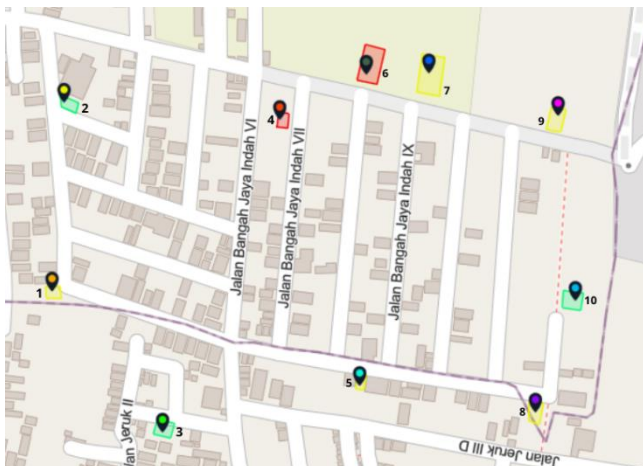 6
7
2
4
9
Jalan Bangah Jaya Indah VI
Jalan Bangah Jaya Indah VII
Jalan Bangah Jaya Indah IX
1
10
5
8
3
Jalan Jeruk II
Jalan Jeruk III D